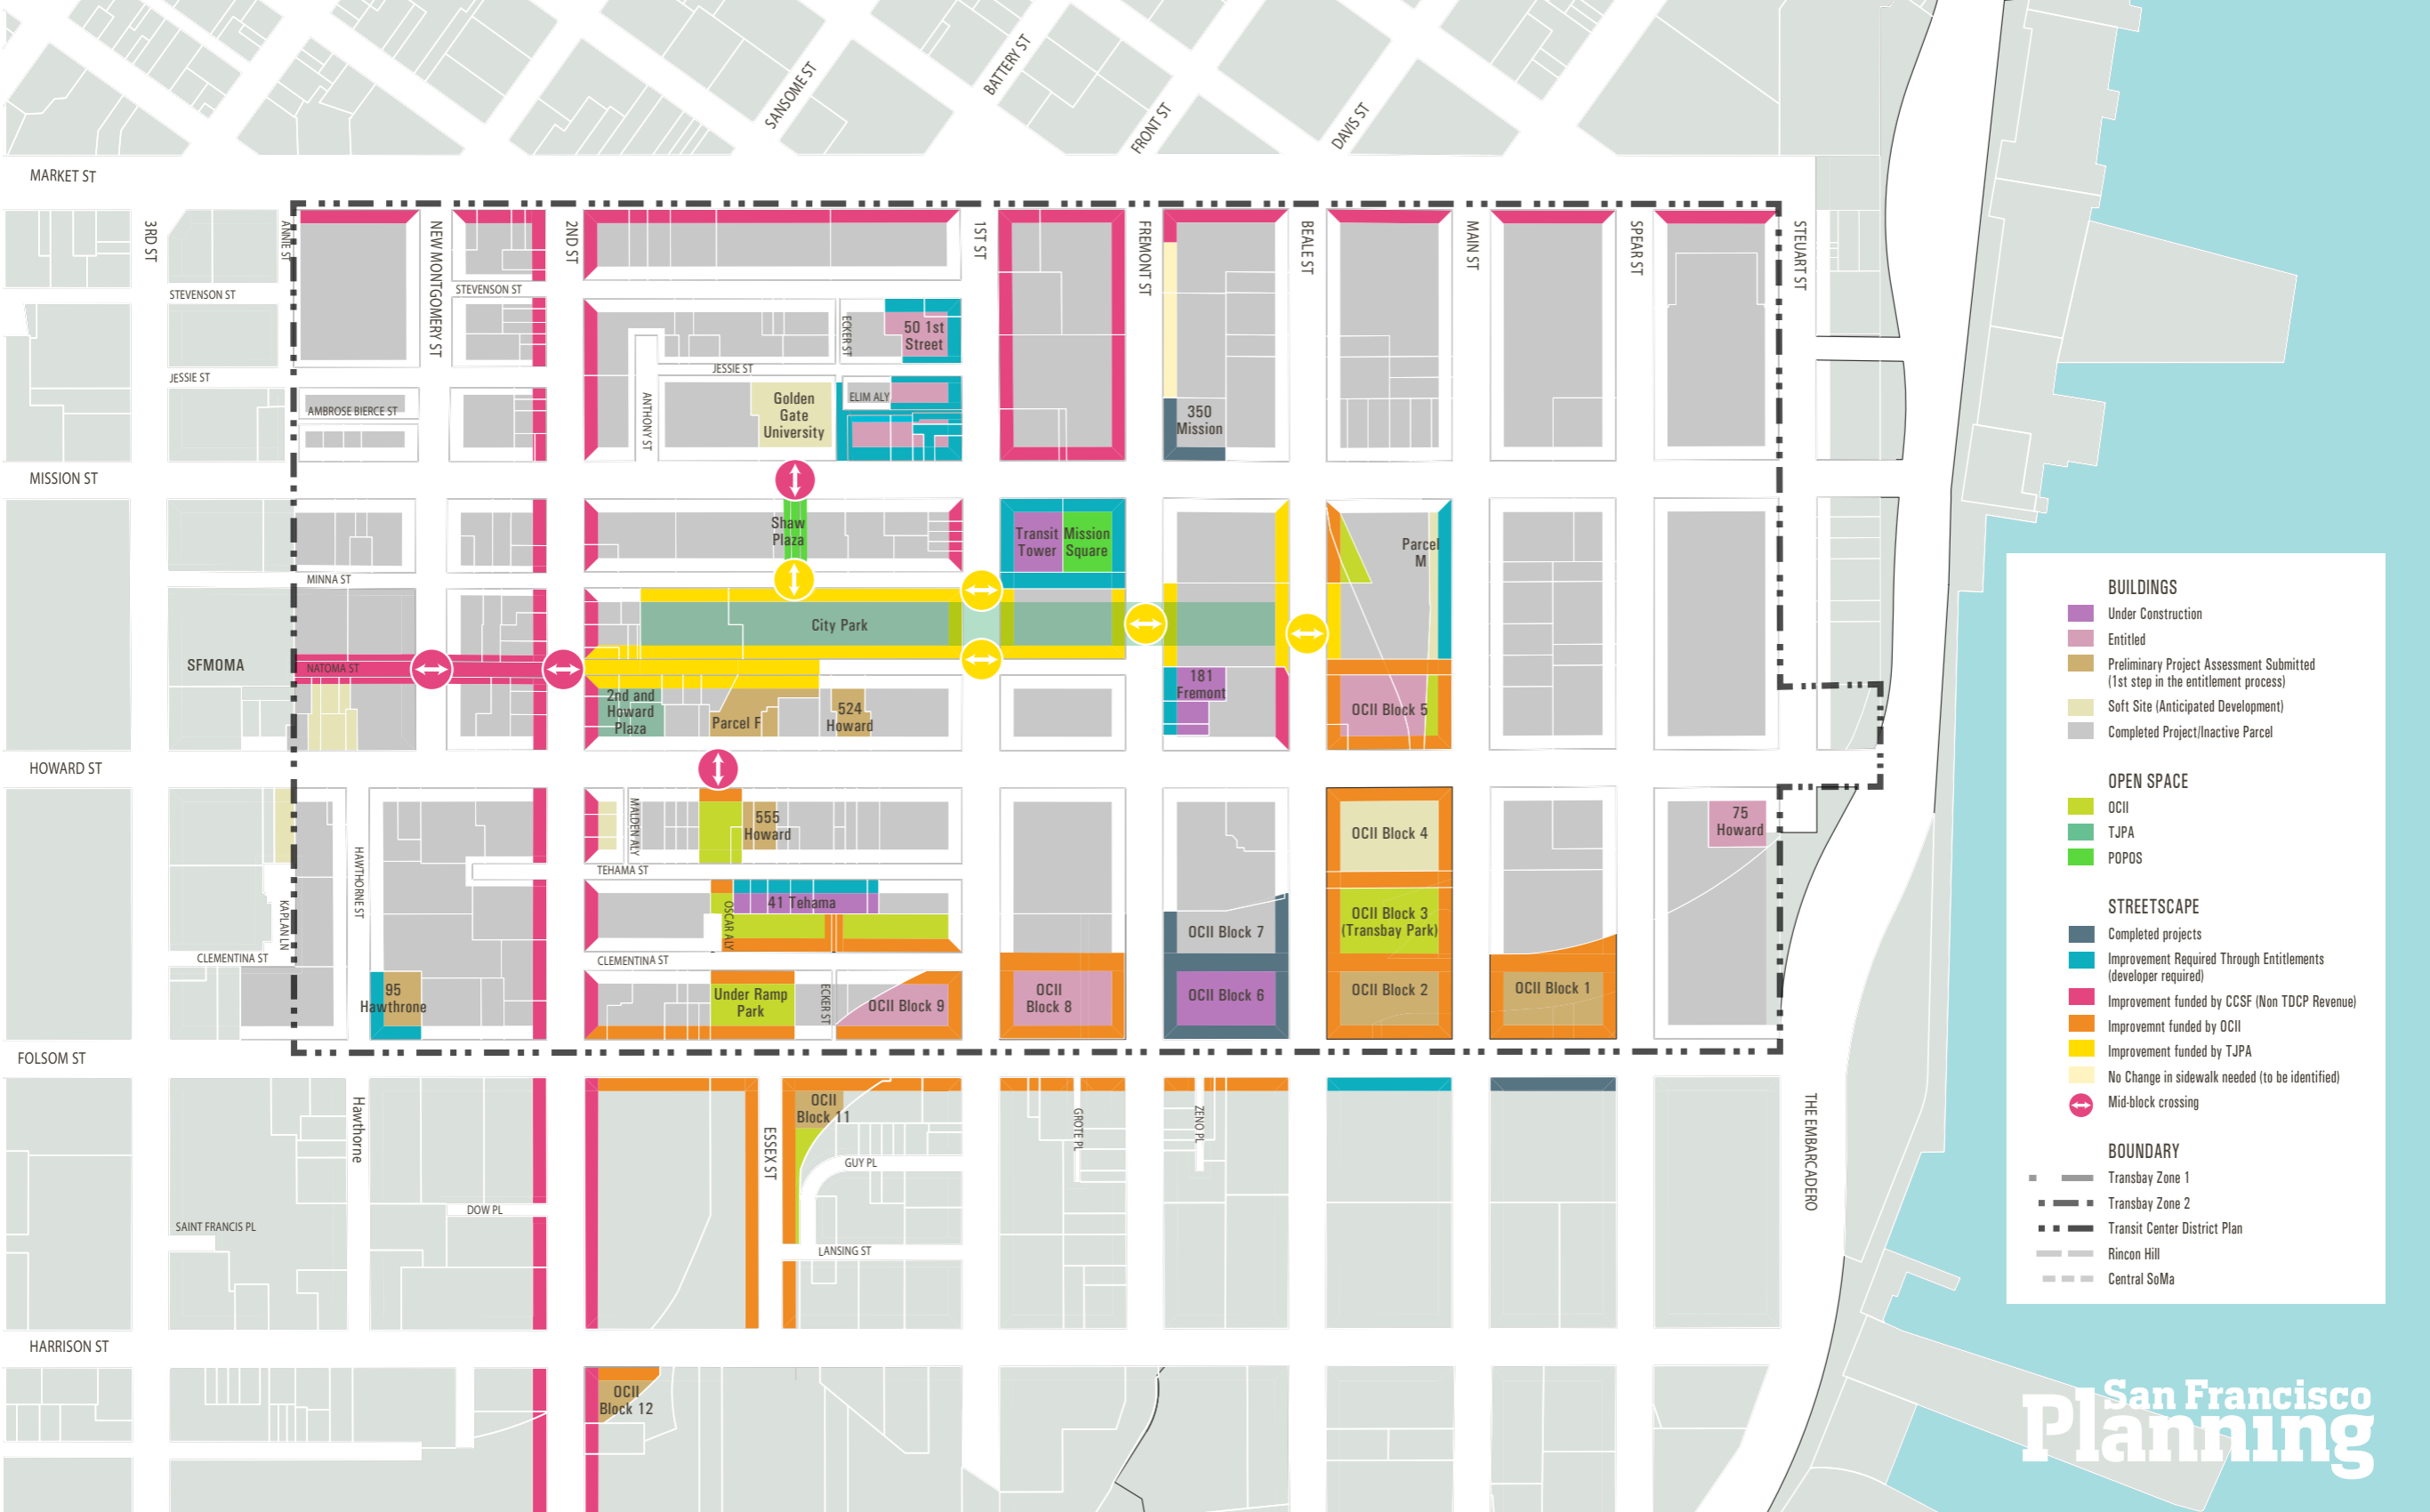 SANSOME ST
BATTERY ST
FRONT ST
DAVIS ST
MARKET ST
3RD ST
ANNIE ST
NEW MONTGOMERY ST
2ND ST
1ST ST
FREMONT ST
BEALE ST
MAIN ST
SPEAR ST
STEUART ST
STEVENSON ST
STEVENSON ST
ECKER ST
50 1st
Street
JESSIE ST
JESSIE ST
AMBROSE BIERCE ST
ANTHONY ST
Golden
Gate
University
ELIM ALY
350
Mission
MISSION ST
Shaw
Plaza
Transit
Tower
Mission
Square
Parcel
M
MINNA ST
City Park
SFMOMA
NATOMA ST
2nd and
Howard
Plaza
Parcel F
524
Howard
181
Fremont
OCII Block 5
HOWARD ST
MALDEN ALY
555
Howard
OCII Block 4
75
Howard
HAWTHORNE ST
TEHAMA ST
KAPLAN LN
OSCAR ALY
41 Tehama
OCII Block 7
OCII Block 3
(Transbay Park)
CLEMENTINA ST
CLEMENTINA ST
95
Hawthrone
Under Ramp
Park
ECKER ST
OCII Block 9
OCII
Block 8
OCII Block 6
OCII Block 2
OCII Block 1
FOLSOM ST
Hawthorne
ESSEX ST
OCII
Block 11
GROTE PL
ZENO PL
THE EMBARCADERO
GUY PL
DOW PL
SAINT FRANCIS PL
LANSING ST
HARRISON ST
OCII
Block 12
BUILDINGS
Under Construction
Entitled
Preliminary Project Assessment Submitted
(1st step in the entitlement process)
Soft Site (Anticipated Development)
Completed Project/Inactive Parcel
OPEN SPACE
OCII
TJPA
POPOS
STREETSCAPE
Completed projects
Improvement Required Through Entitlements
(developer required)
Improvement funded by CCSF (Non TDCP Revenue)
Improvemnt funded by OCII
Improvement funded by TJPA
No Change in sidewalk needed (to be identified)
Mid-block crossing
BOUNDARY
Transbay Zone 1
Transbay Zone 2
Transit Center District Plan
Rincon Hill
Central SoMa
San Francisco
Planning